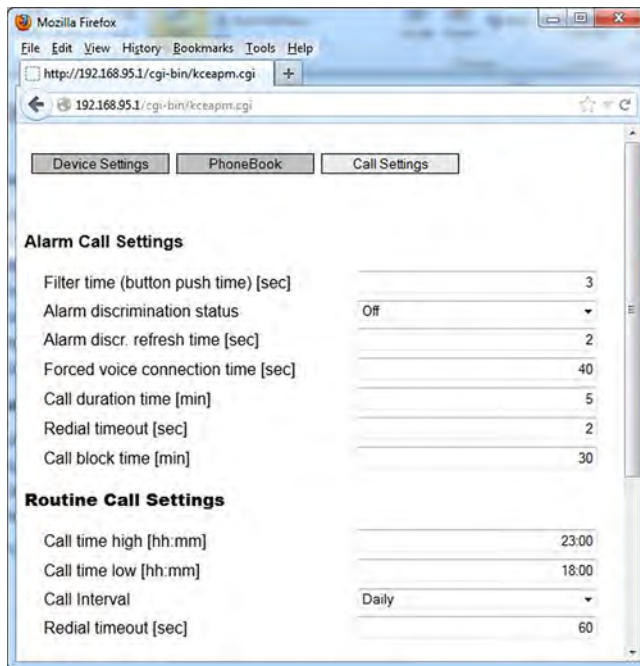 Mozilla Firefox
File Edit View History Bookmarks Tools Help
http://192.168.95.1/cgi-bin/kceapm.cgi
192.168.95.1/cgi-bin/kceapm.cgi
Device Settings PhoneBook Call Settings
Alarm Call Settings
Filter time (button push time) [sec] 3
Alarm discrimination status Off
Alarm discr. refresh time [sec] 2
Forced voice connection time [sec] 40
Call duration time [min] 5
Redial timeout [sec] 2
Call block time [min] 30
Routine Call Settings
Call time high [hh:mm] 23:00
Call time low [hh:mm] 18:00
Call Interval Daily
Redial timeout [sec] 60